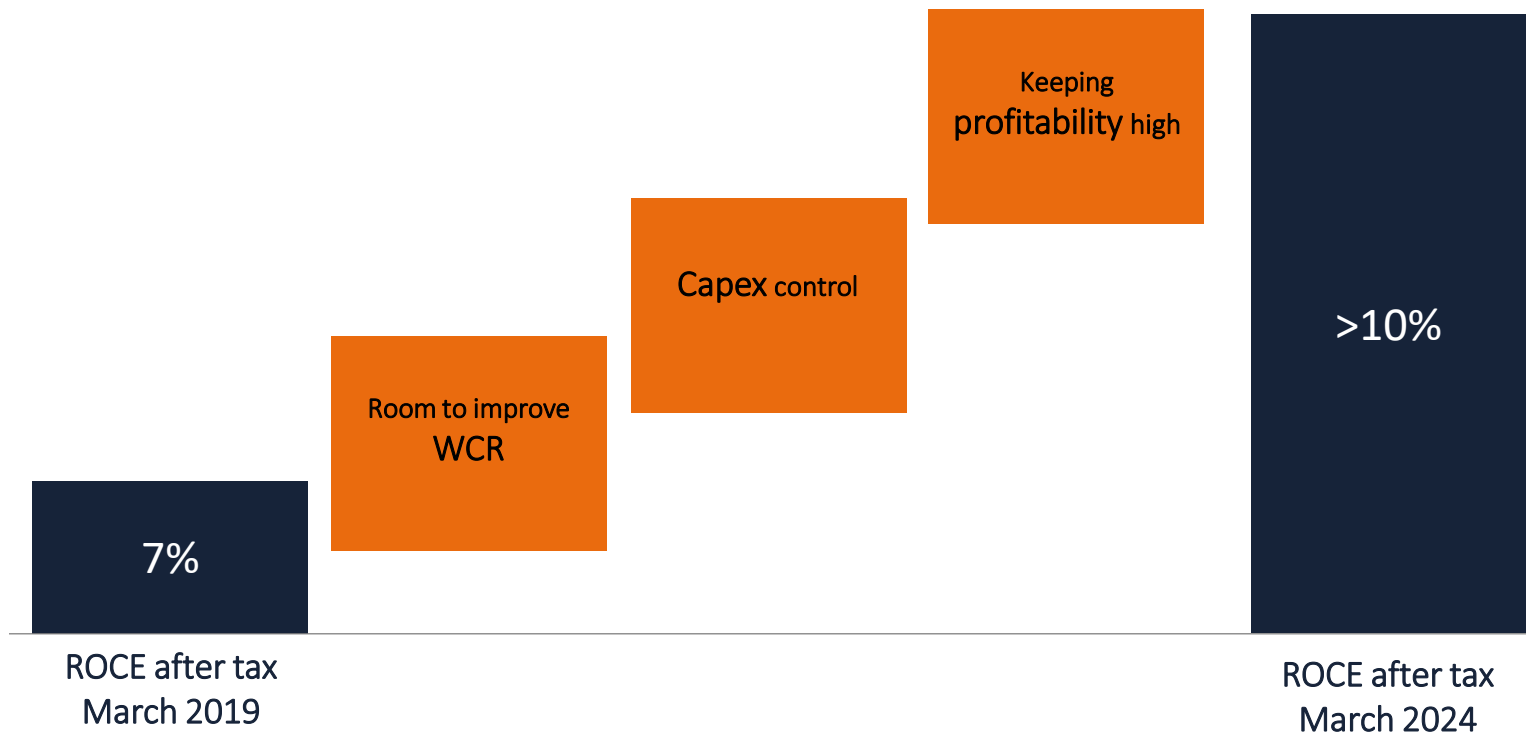 Keeping
profitability high
Capex control
>10%
Room to improve
WCR
7%
ROCE after tax
March 2019
ROCE after tax
March 2024